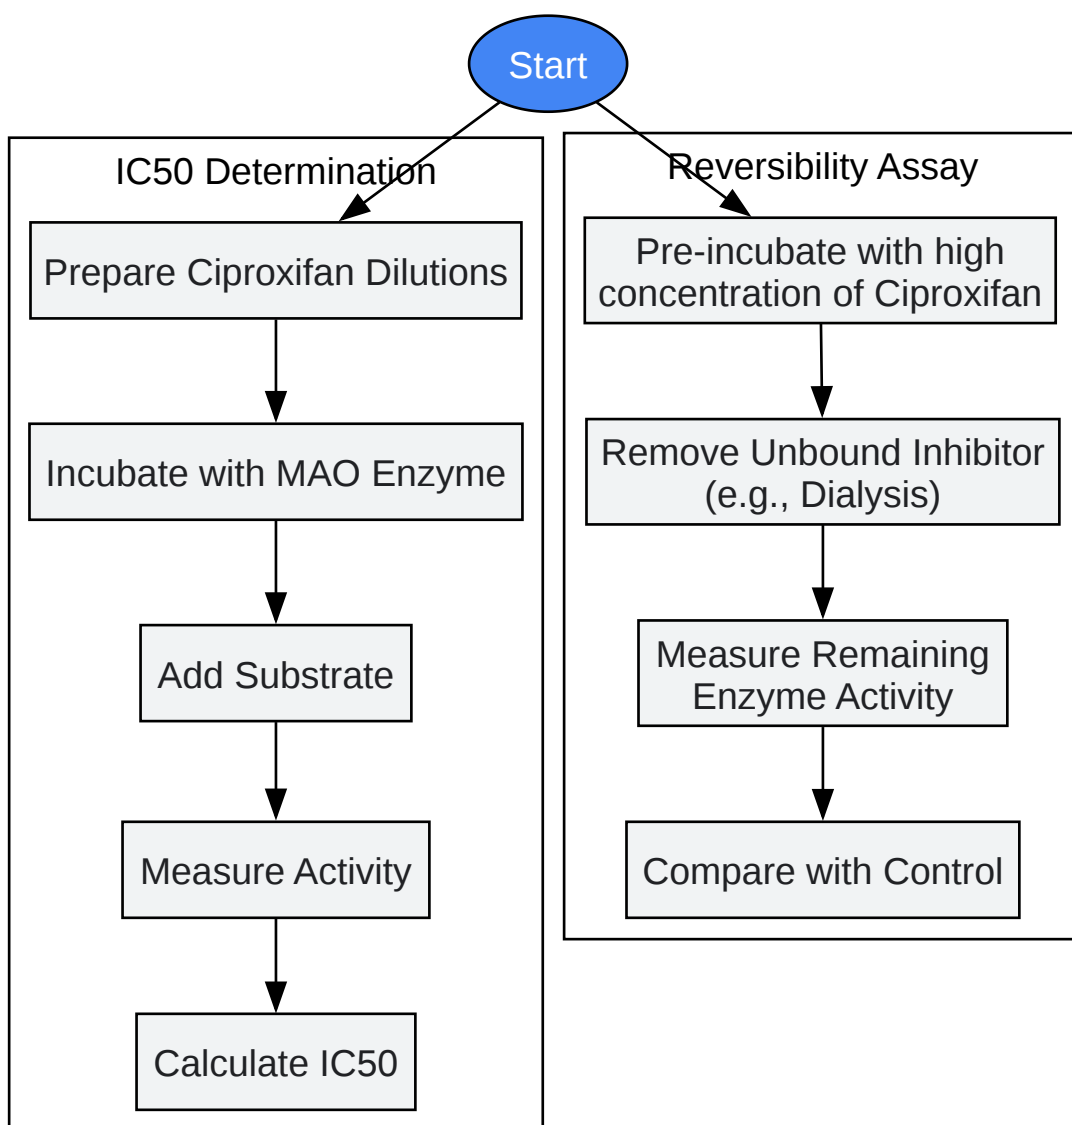 Start
IC50 Determination
Prepare Ciproxifan Dilutions
Incubate with MAO Enzyme
Add Substrate
Measure Activity
Calculate IC50
Reversibility Assay
Pre-incubate with high
concentration of Ciproxifan
Remove Unbound Inhibitor
(e.g., Dialysis)
Measure Remaining
Enzyme Activity
Compare with Control